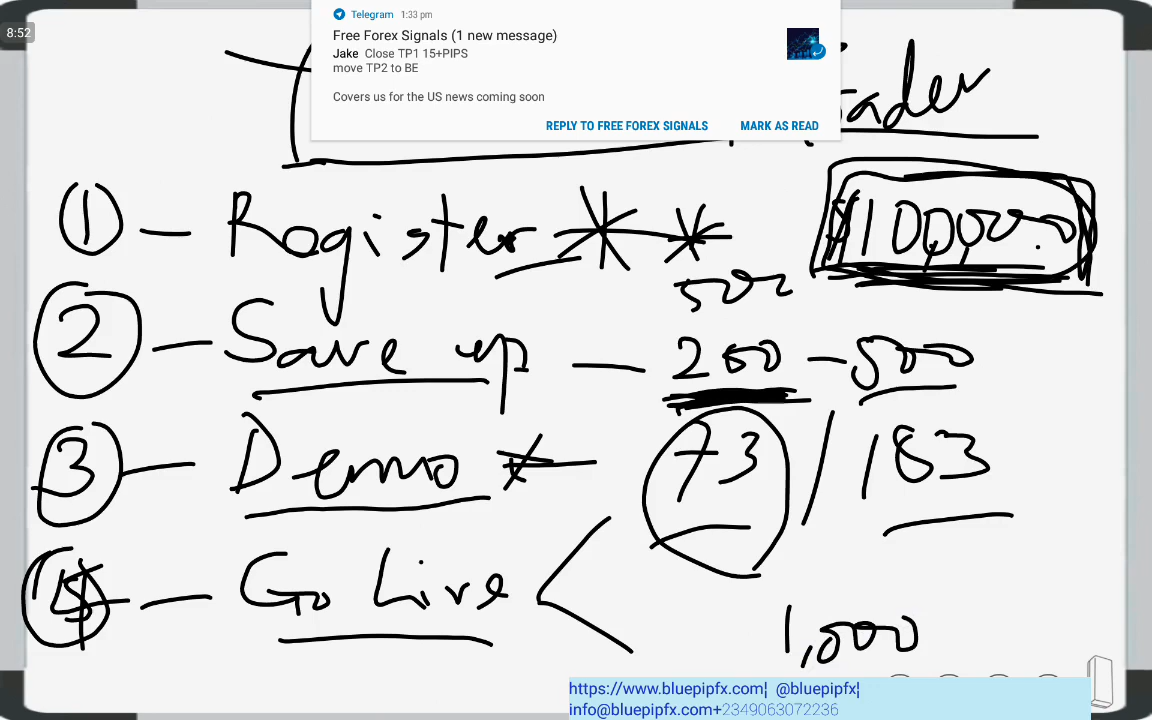 8:52
Telegram 1:33 pm
Free Forex Signals (1 new message)
Jake Close TP1 15+PIPS
move TP2 to BE
Covers us for the US news coming soon
REPLY TO FREE FOREX SIGNALS MARK AS READ
$100,000.0
1 - Register
500
2 - Save up - 200 - 500
3 - Demo 73 / 183
4 - Go Live <
1,000
https://www.bluepipfx.com¦ @bluepipfx¦
info@bluepipfx.com+2349063072236